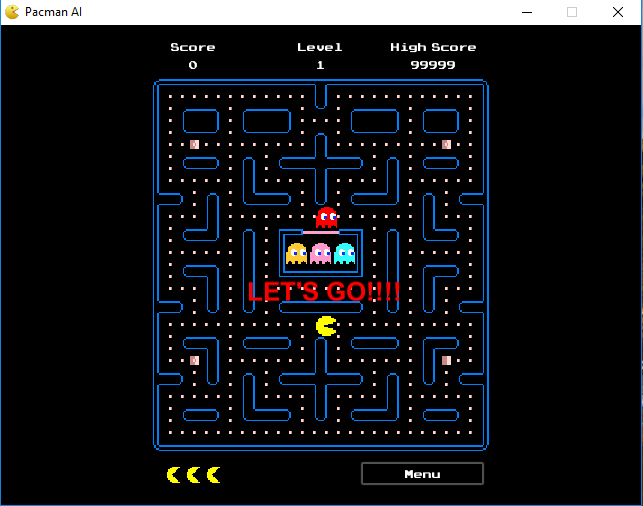 Pacman AI
Score Level High Score
0 1 99999
LET'S GO!!!!
Menu